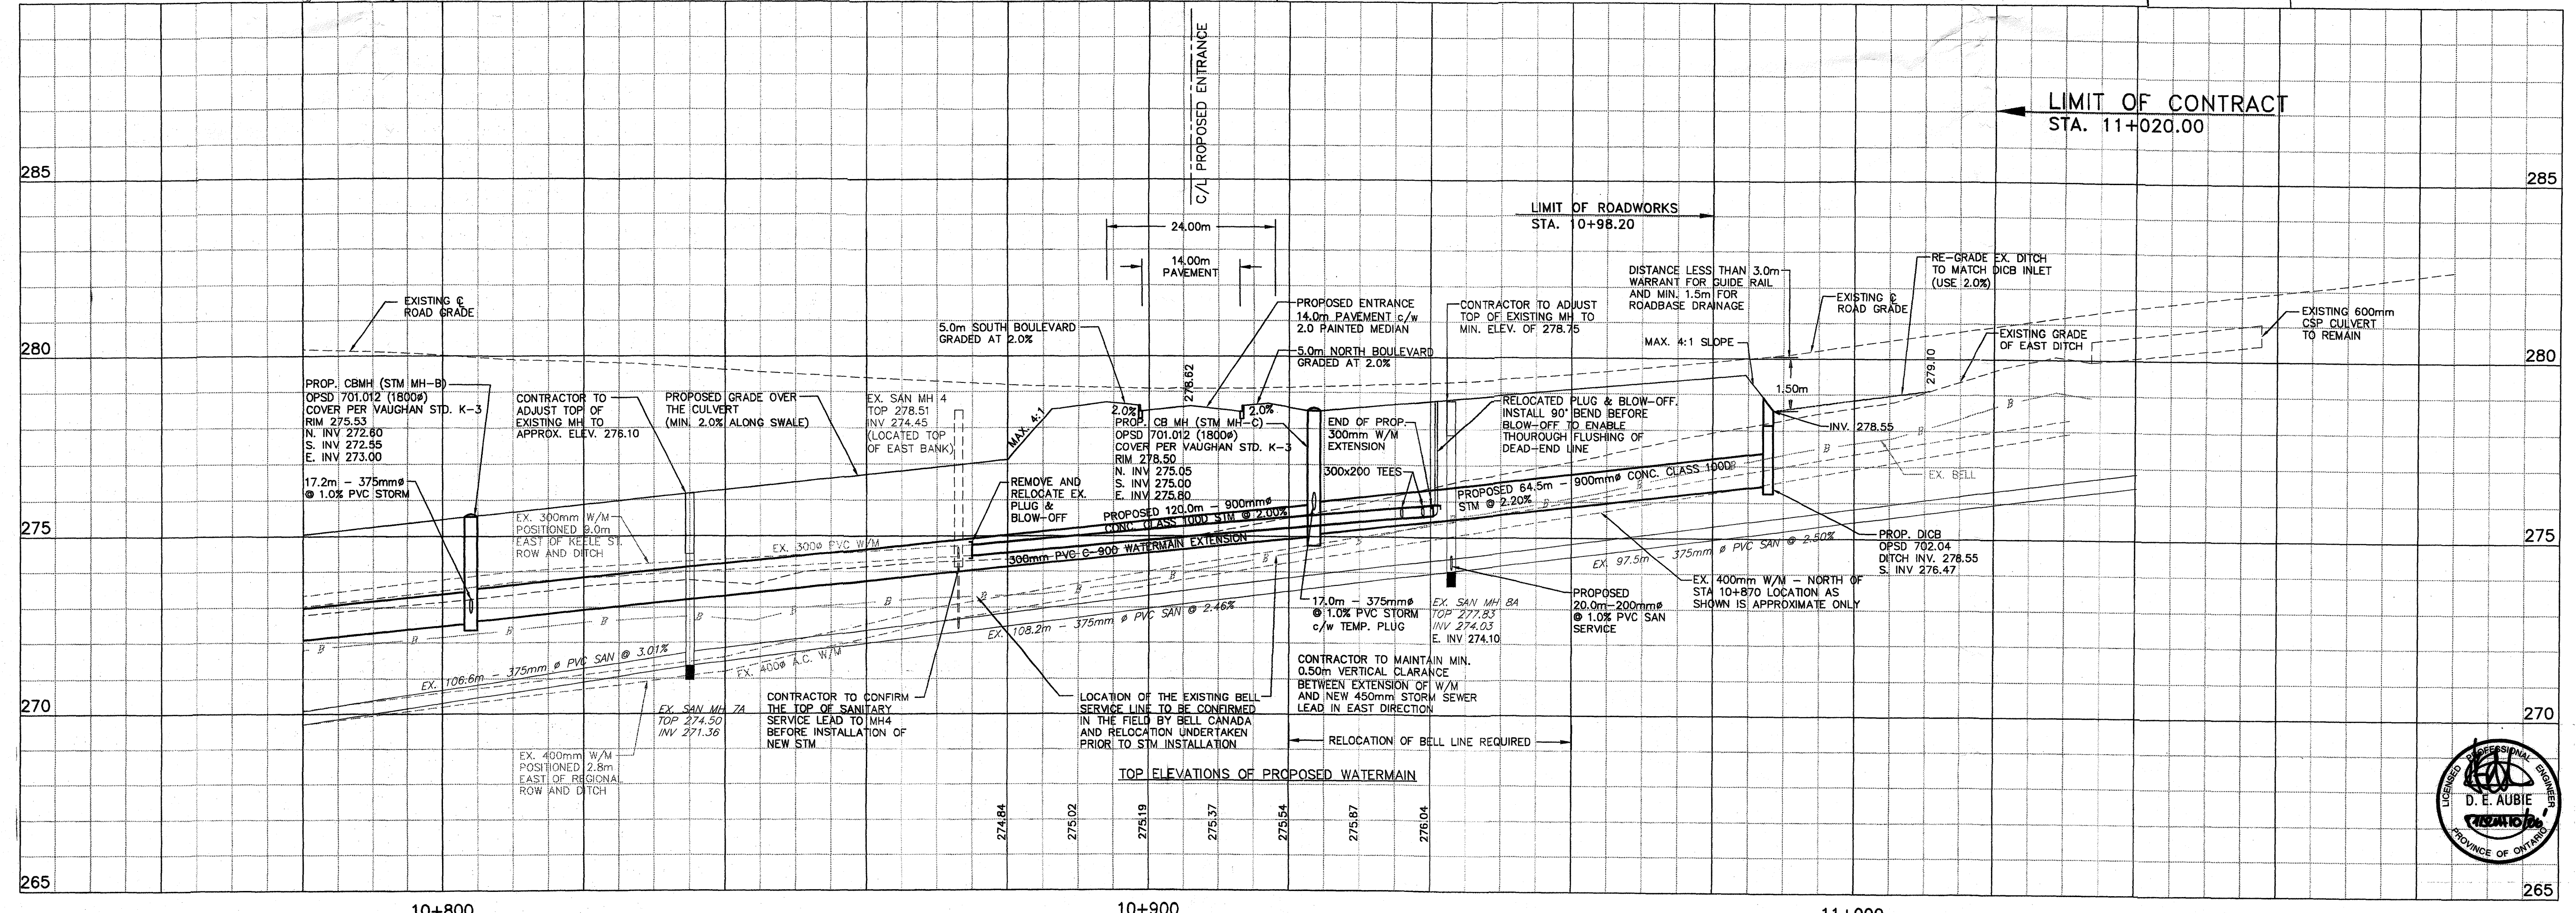 C/L PROPOSED ENTRANCE
LIMIT OF CONTRACT
STA. 11+020.00
285
285
LIMIT OF ROADWORKS
STA. 10+98.20
24.00m
14.00m
PAVEMENT
EXISTING ℄
ROAD GRADE
5.0m SOUTH BOULEVARD
GRADED AT 2.0%
278.62
PROPOSED ENTRANCE
14.0m PAVEMENT c/w
2.0 PAINTED MEDIAN
5.0m NORTH BOULEVARD
GRADED AT 2.0%
CONTRACTOR TO ADJUST
TOP OF EXISTING MH TO
MIN. ELEV. OF 278.75
DISTANCE LESS THAN 3.0m
WARRANT FOR GUIDE RAIL
AND MIN. 1.5m FOR
ROADBASE DRAINAGE
MAX. 4:1 SLOPE
EXISTING ℄
ROAD GRADE
RE-GRADE EX. DITCH
TO MATCH DICB INLET
(USE 2.0%)
EXISTING GRADE
OF EAST DITCH
EXISTING 600mm
CSP CULVERT
TO REMAIN
280
280
279.10
1.50m
PROP. CBMH (STM MH-B)
OPSD 701.012 (1800ø)
COVER PER VAUGHAN STD. K-3
RIM 275.53
N. INV 272.60
S. INV 272.55
E. INV 273.00
17.2m - 375mmø
@ 1.0% PVC STORM
CONTRACTOR TO
ADJUST TOP OF
EXISTING MH TO
APPROX. ELEV. 276.10
PROPOSED GRADE OVER
THE CULVERT
(MIN. 2.0% ALONG SWALE)
EX. SAN MH 4
TOP 278.51
INV 274.45
(LOCATED TOP
OF EAST BANK)
MAX. 4:1
2.0%
2.0%
PROP. CB MH (STM MH-C)
OPSD 701.012 (1800ø)
COVER PER VAUGHAN STD. K-3
RIM 278.50
N. INV 275.05
S. INV 275.00
E. INV 275.80
END OF PROP.
300mm W/M
EXTENSION
300x200 TEES
RELOCATED PLUG & BLOW-OFF.
INSTALL 90° BEND BEFORE
BLOW-OFF TO ENABLE
THOUROUGH FLUSHING OF
DEAD-END LINE
INV. 278.55
EX. BELL
REMOVE AND
RELOCATE EX.
PLUG &
BLOW-OFF
PROPOSED 120.0m - 900mmø
CONC. CLASS 100D STM @ 2.00%
PROPOSED 64.5m - 900mmø CONC. CLASS 100D
STM @ 2.20%
275
275
EX. 300mm W/M
POSITIONED 9.0m
EAST OF KEELE ST.
ROW AND DITCH
EX. 300ø PVC W/M
300mm PVC C-900 WATERMAIN EXTENSION
EX. 97.5m - 375mm ø PVC SAN @ 2.50%
PROP. DICB
OPSD 702.04
DITCH INV. 278.55
S. INV 276.47
EX. 400mm W/M - NORTH OF
STA 10+870 LOCATION AS
SHOWN IS APPROXIMATE ONLY
17.0m - 375mmø
@ 1.0% PVC STORM
c/w TEMP. PLUG
EX. SAN MH 8A
TOP 277.83
INV 274.03
E. INV 274.10
PROPOSED
20.0m-200mmø
@ 1.0% PVC SAN
SERVICE
B B B B B B B B B B B B
EX. 106.6m - 375mm ø PVC SAN @ 3.01%
EX. 400ø A.C. W/M
EX. 108.2m - 375mm ø PVC SAN @ 2.46%
CONTRACTOR TO MAINTAIN MIN.
0.50m VERTICAL CLARANCE
BETWEEN EXTENSION OF W/M
AND NEW 450mm STORM SEWER
LEAD IN EAST DIRECTION
EX. SAN MH 7A
TOP 274.50
INV 271.36
CONTRACTOR TO CONFIRM
THE TOP OF SANITARY
SERVICE LEAD TO MH4
BEFORE INSTALLATION OF
NEW STM
LOCATION OF THE EXISTING BELL
SERVICE LINE TO BE CONFIRMED
IN THE FIELD BY BELL CANADA
AND RELOCATION UNDERTAKEN
PRIOR TO STM INSTALLATION
RELOCATION OF BELL LINE REQUIRED
270
270
EX. 400mm W/M
POSITIONED 2.8m
EAST OF REGIONAL
ROW AND DITCH
TOP ELEVATIONS OF PROPOSED WATERMAIN
274.84
275.02
275.19
275.37
275.54
275.87
276.04
LICENSED PROFESSIONAL ENGINEER
D. E. AUBIE
PROVINCE OF ONTARIO
265
265
10+800
10+900
11+000